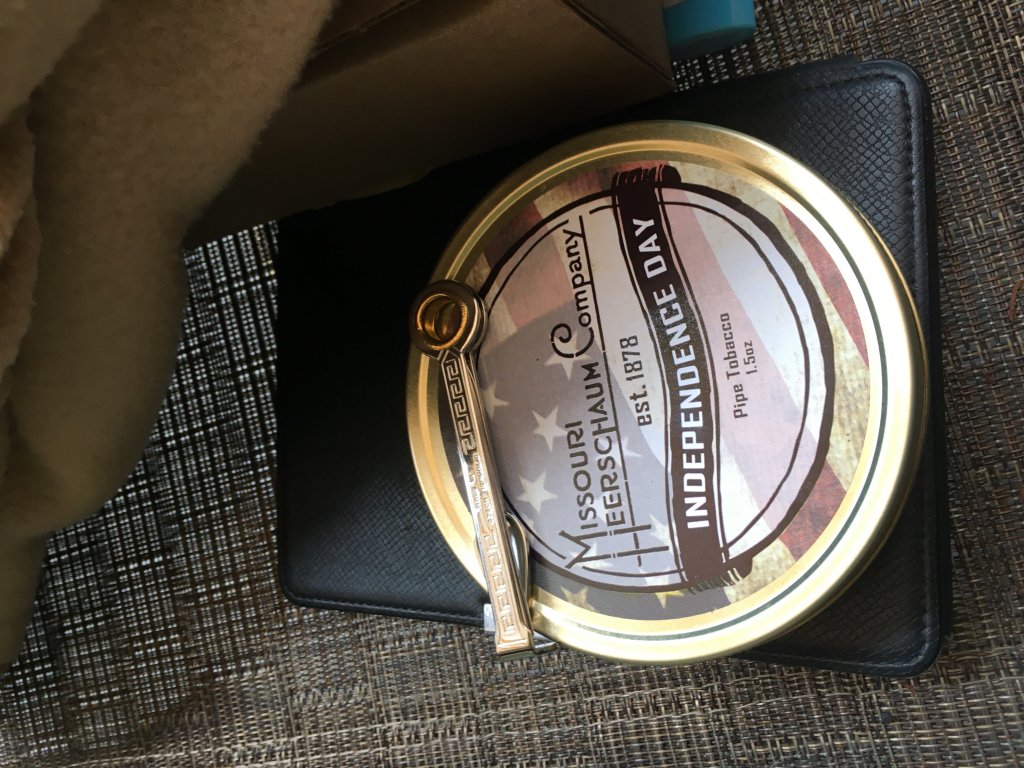 MISSOURI
MEERSCHAUM Company
est. 1878
INDEPENDENCE DAY
Pipe Tobacco
1.5oz